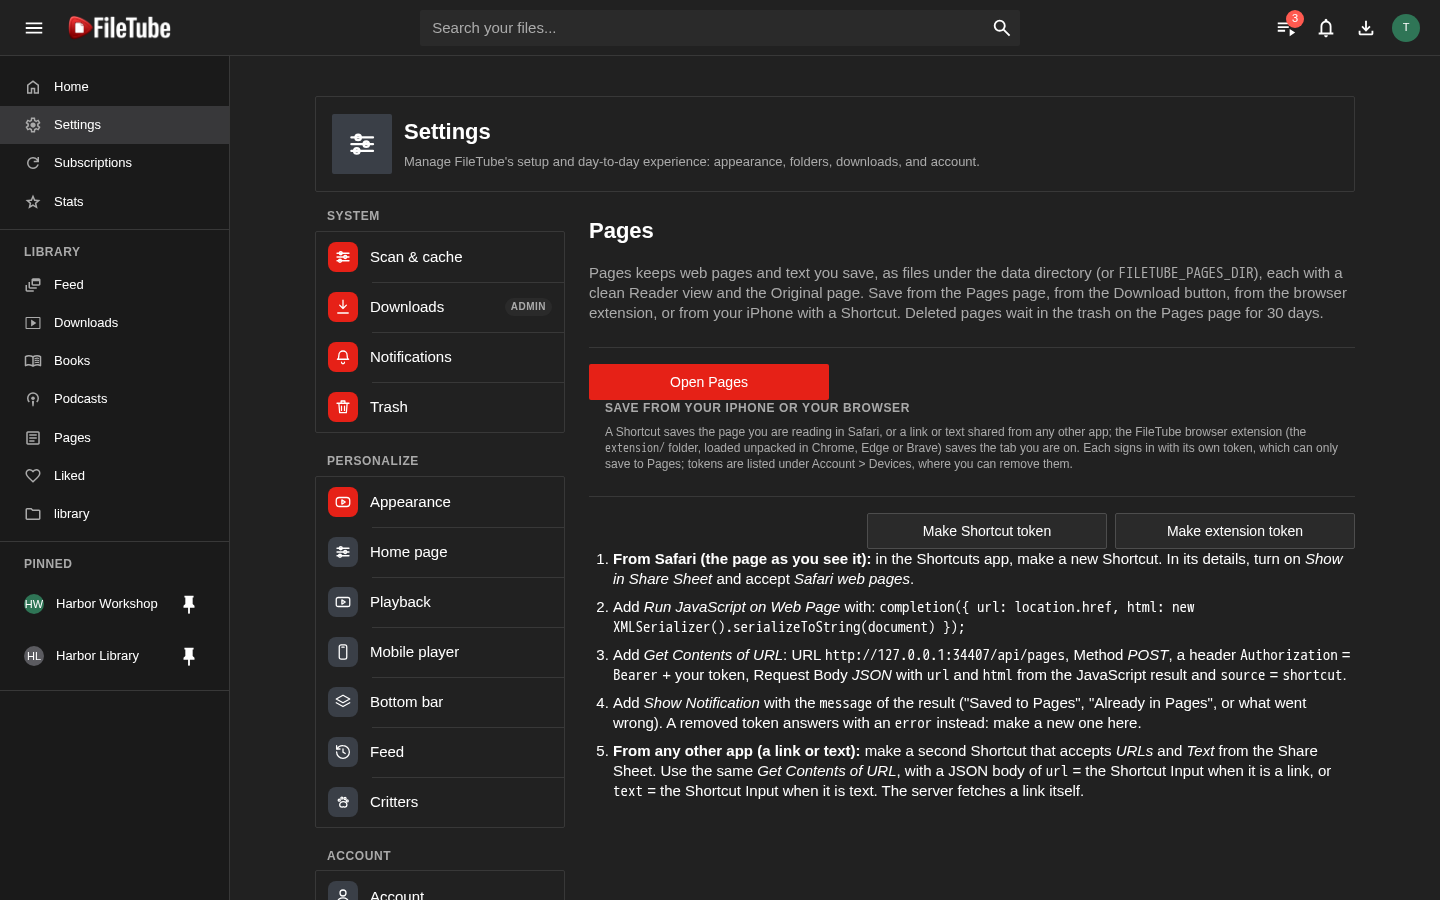 FileTube
Search your files...
3
T
Home
Settings
Subscriptions
Stats
LIBRARY
Feed
Downloads
Books
Podcasts
Pages
Liked
library
PINNED
HW Harbor Workshop
HL Harbor Library
Settings
Manage FileTube's setup and day-to-day experience: appearance, folders, downloads, and account.
SYSTEM
Scan & cache
Downloads ADMIN
Notifications
Trash
PERSONALIZE
Appearance
Home page
Playback
Mobile player
Bottom bar
Feed
Critters
ACCOUNT
Account
Pages
Pages keeps web pages and text you save, as files under the data directory (or FILETUBE_PAGES_DIR), each with a
clean Reader view and the Original page. Save from the Pages page, from the Download button, from the browser
extension, or from your iPhone with a Shortcut. Deleted pages wait in the trash on the Pages page for 30 days.
Open Pages
SAVE FROM YOUR IPHONE OR YOUR BROWSER
A Shortcut saves the page you are reading in Safari, or a link or text shared from any other app; the FileTube browser extension (the
extension/ folder, loaded unpacked in Chrome, Edge or Brave) saves the tab you are on. Each signs in with its own token, which can only
save to Pages; tokens are listed under Account > Devices, where you can remove them.
Make Shortcut token
Make extension token
1. From Safari (the page as you see it): in the Shortcuts app, make a new Shortcut. In its details, turn on Show
in Share Sheet and accept Safari web pages.
2. Add Run JavaScript on Web Page with: completion({ url: location.href, html: new
XMLSerializer().serializeToString(document) });
3. Add Get Contents of URL: URL http://127.0.0.1:34407/api/pages, Method POST, a header Authorization =
Bearer + your token, Request Body JSON with url and html from the JavaScript result and source = shortcut.
4. Add Show Notification with the message of the result ("Saved to Pages", "Already in Pages", or what went
wrong). A removed token answers with an error instead: make a new one here.
5. From any other app (a link or text): make a second Shortcut that accepts URLs and Text from the Share
Sheet. Use the same Get Contents of URL, with a JSON body of url = the Shortcut Input when it is a link, or
text = the Shortcut Input when it is text. The server fetches a link itself.